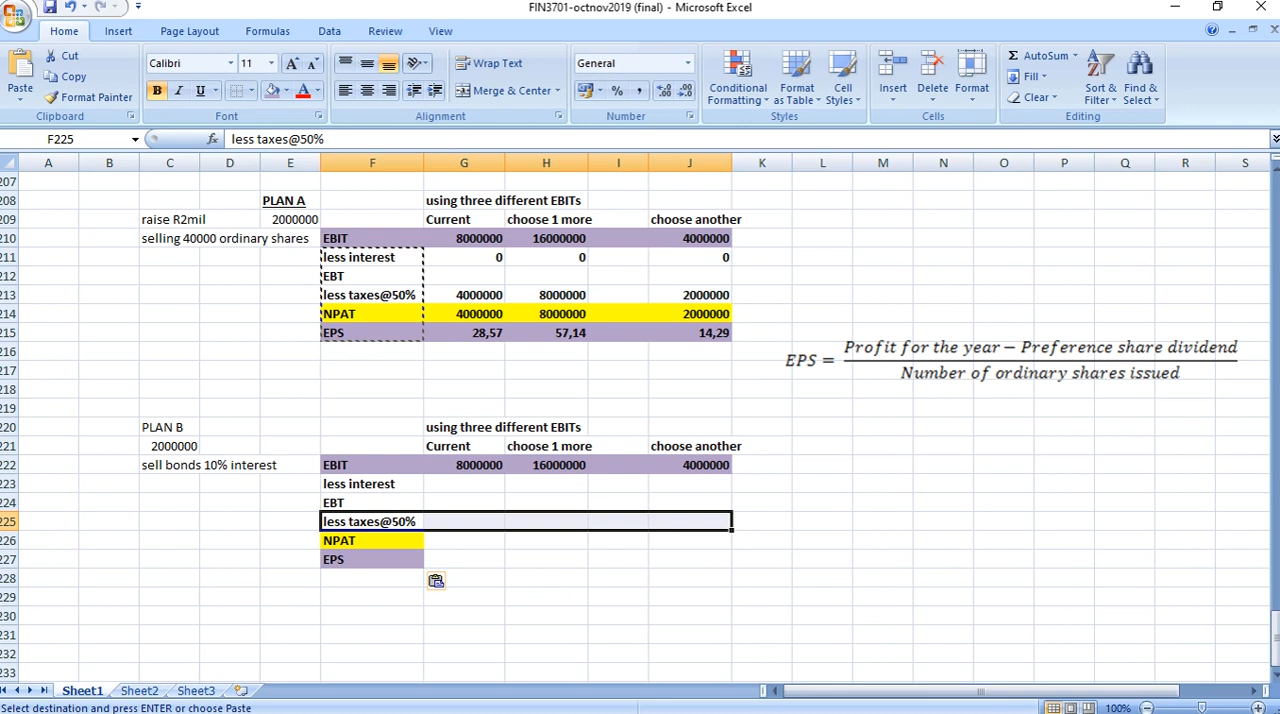 FIN3701-octnov2019 (final) - Microsoft Excel
Home Insert Page Layout Formulas Data Review View
Paste Cut Copy Format Painter
Calibri 11 A A B I U A
Wrap Text Merge & Center
General % ,
Conditional Formatting Format as Table Cell Styles
Insert Delete Format
Σ AutoSum Fill Clear Sort & Filter Find & Select
Clipboard Font Alignment Number Styles Cells Editing
F225 fx less taxes@50%
A B C D E F G H I J K L M N O P Q R S
207
208 PLAN A using three different EBITs
209 raise R2mil 2000000 Current choose 1 more choose another
210 selling 40000 ordinary shares EBIT 8000000 16000000 4000000
211 less interest 0 0 0
212 EBT
213 less taxes@50% 4000000 8000000 2000000
214 NPAT 4000000 8000000 2000000
215 EPS 28,57 57,14 14,29
216
217
218
219
EPS = Profit for the year − Preference share dividend
Number of ordinary shares issued
220 PLAN B using three different EBITs
221 2000000 Current choose 1 more choose another
222 sell bonds 10% interest EBIT 8000000 16000000 4000000
223 less interest
224 EBT
225 less taxes@50%
226 NPAT
227 EPS
228
229
230
231
232
233
Sheet1 Sheet2 Sheet3
Select destination and press ENTER or choose Paste 100%